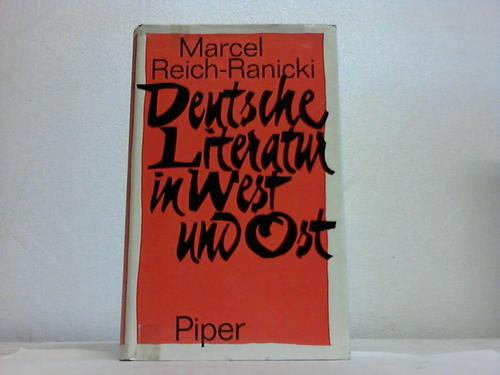 Marcel
Reich-Ranicki
Deutsche
Literatur
in West
und Ost
Piper